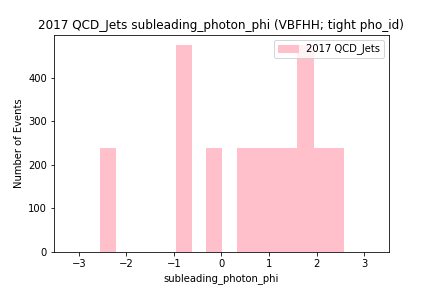 2017 QCD_Jets subleading_photon_phi (VBFHH; tight pho_id)
2017 QCD_Jets
Number of Events
400
300
200
100
0
−3 −2 −1 0 1 2 3
subleading_photon_phi